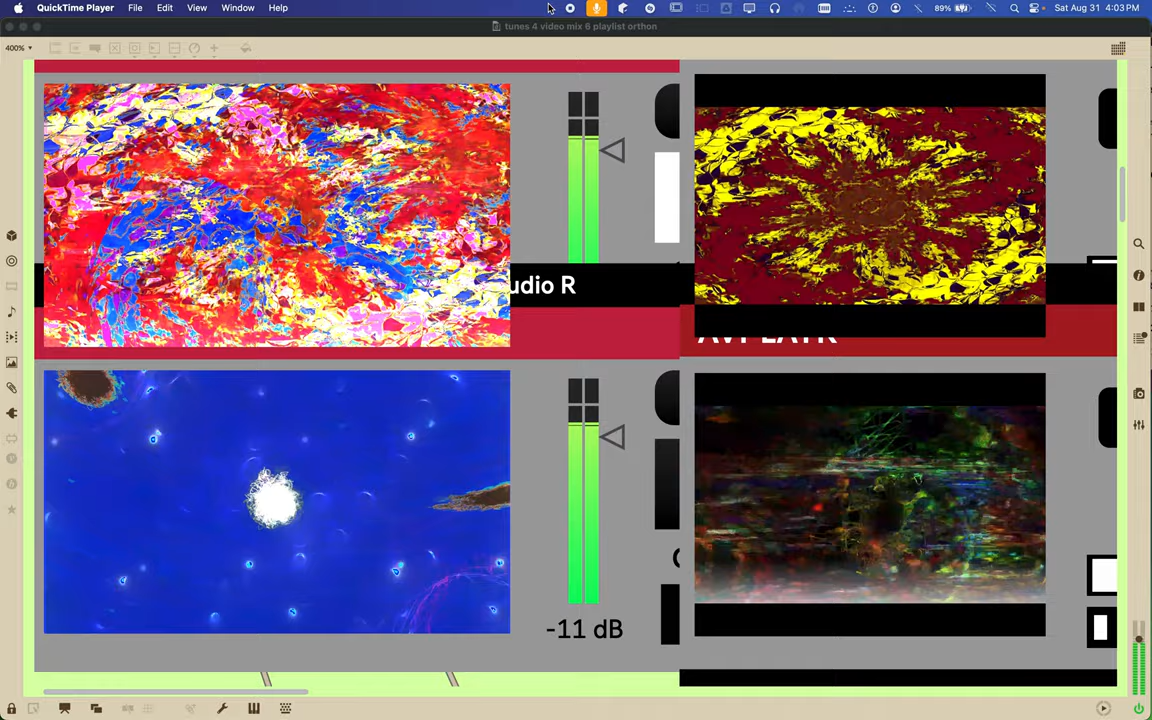 QuickTime Player File Edit View Window Help 89% Sat Aug 31 4:03 PM
tunes 4 video mix 6 playlist orthon
400%
udio R
-11 dB